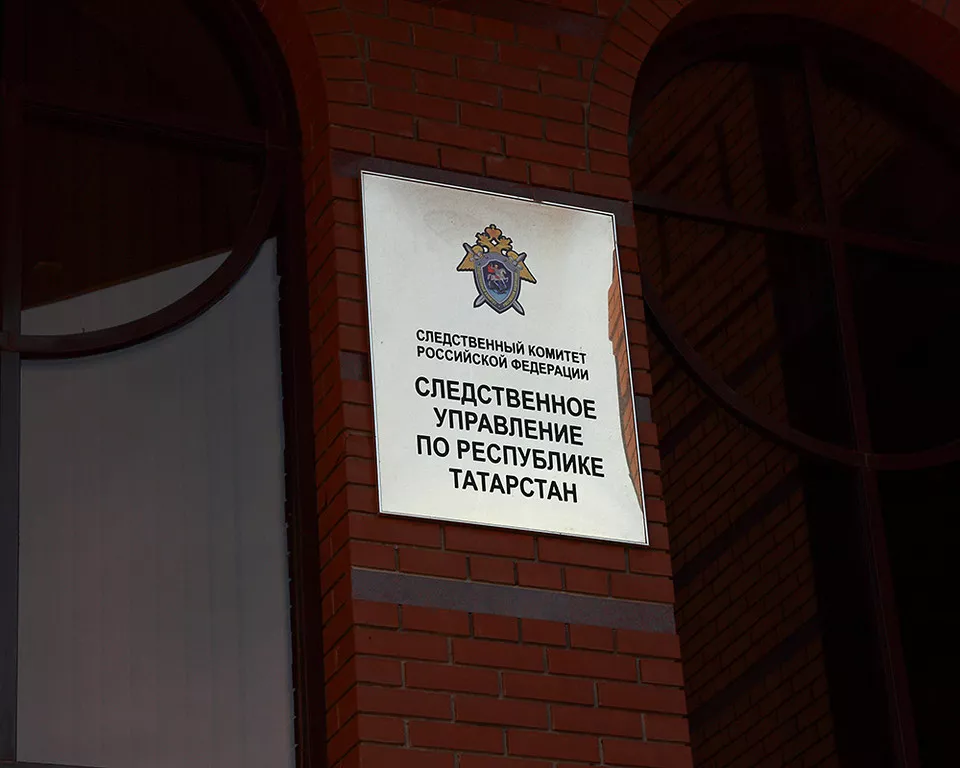 СЛЕДСТВЕННЫЙ КОМИТЕТ
РОССИЙСКОЙ ФЕДЕРАЦИИ
СЛЕДСТВЕННОЕ
УПРАВЛЕНИЕ
ПО РЕСПУБЛИКЕ
ТАТАРСТАН